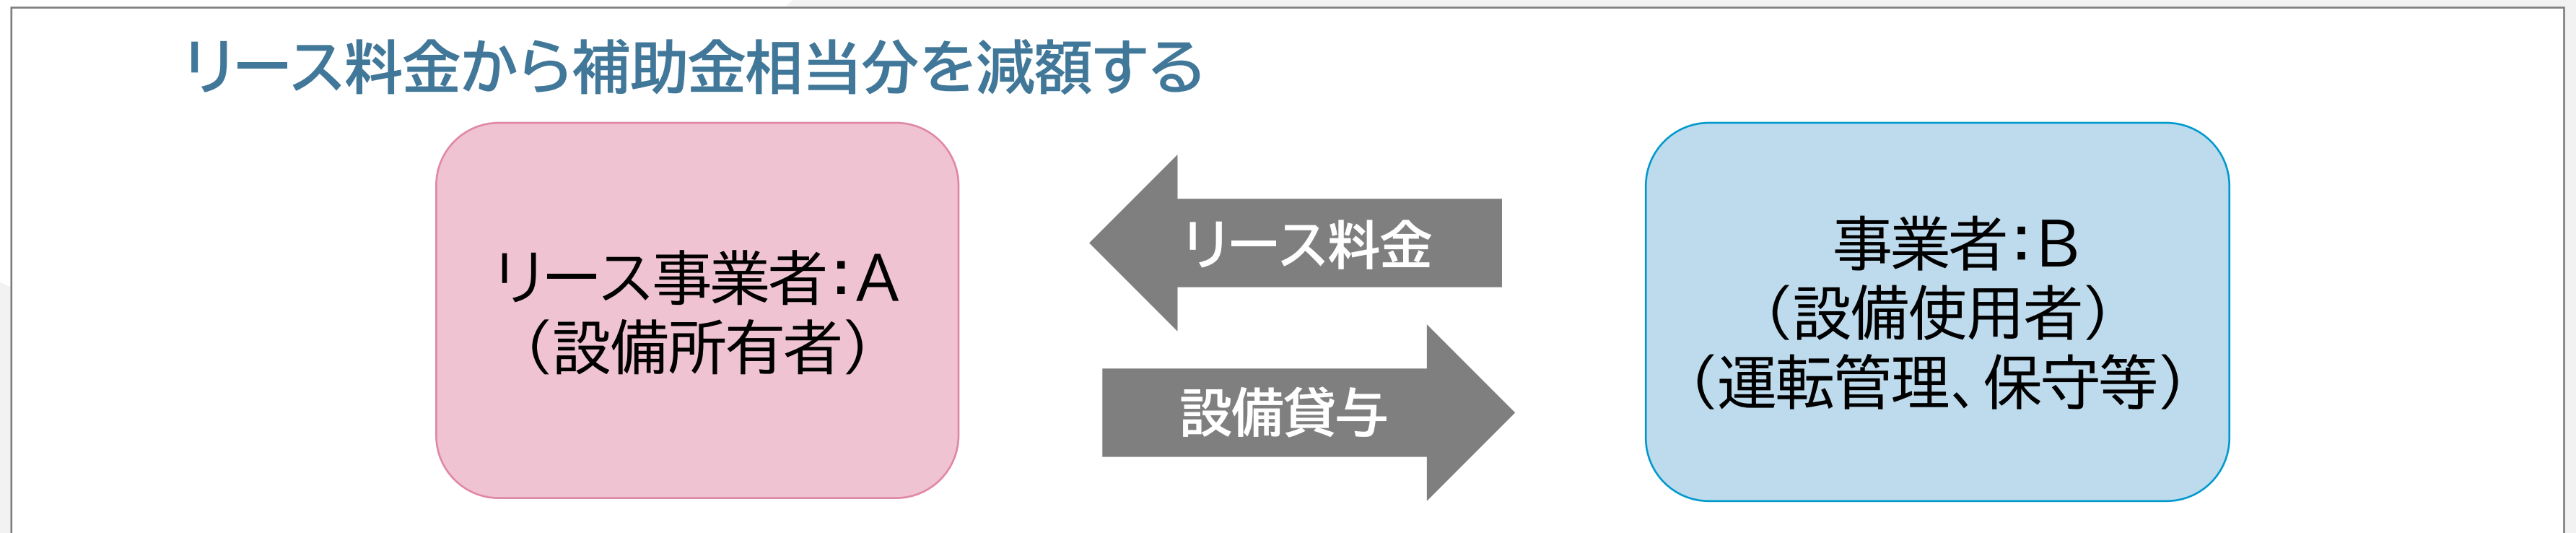 リース料金から補助金相当分を減額する
リース事業者：A
（設備所有者）
リース料金
設備貸与
事業者：B
（設備使用者）
（運転管理、保守等）